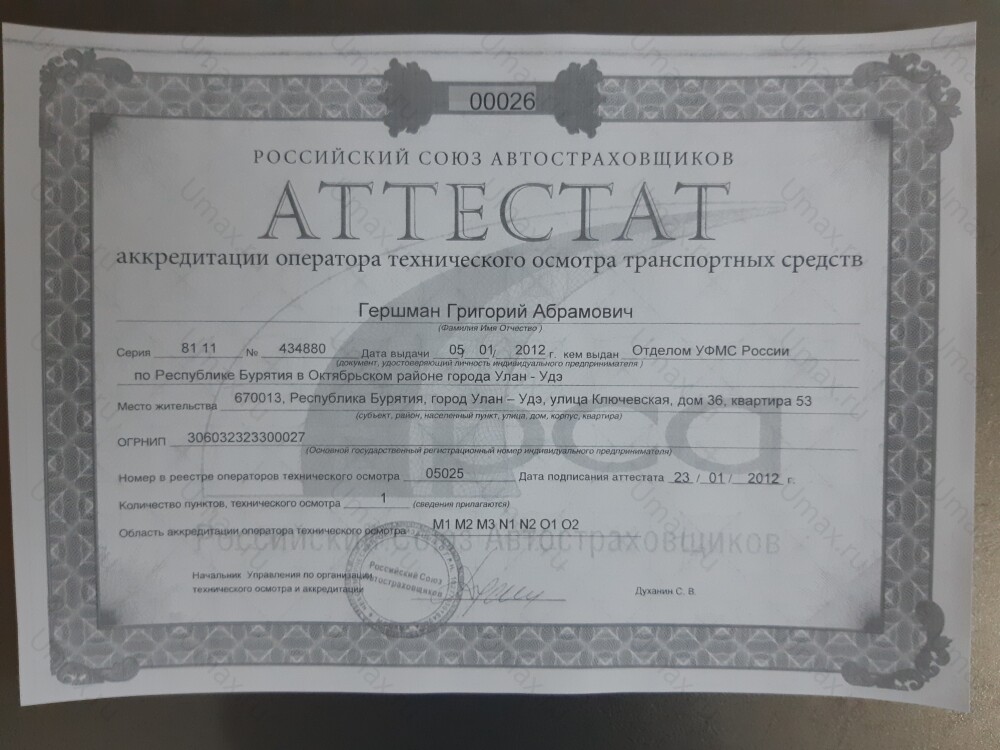 00026
РОССИЙСКИЙ СОЮЗ АВТОСТРАХОВЩИКОВ
АТТЕСТАТ
аккредитации оператора технического осмотра транспортных средств
Гершман Григорий Абрамович
(Фамилия Имя Отчество)
Серия 81 11 № 434880 Дата выдачи 05 / 01 / 2012 г. кем выдан Отделом УФМС России
(документ, удостоверяющий личность индивидуального предпринимателя)
по Республике Бурятия в Октябрьском районе города Улан - Удэ
Место жительства 670013, Республика Бурятия, город Улан – Удэ, улица Ключевская, дом 36, квартира 53
(субъект, район, населенный пункт, улица, дом, корпус, квартира)
ОГРНИП 306032323300027
(Основной государственный регистрационный номер индивидуального предпринимателя)
рса
Номер в реестре операторов технического осмотра 05025 Дата подписания аттестата 23 / 01 / 2012 г.
Количество пунктов, технического осмотра 1 (сведения прилагаются)
Область аккредитации оператора технического осмотра M1 M2 M3 N1 N2 O1 O2
Российский Союз Автостраховщиков
Начальник Управления по организации
технического осмотра и аккредитации
Российский Союз
Автостраховщиков
Духанин С. В.
Umax.ru